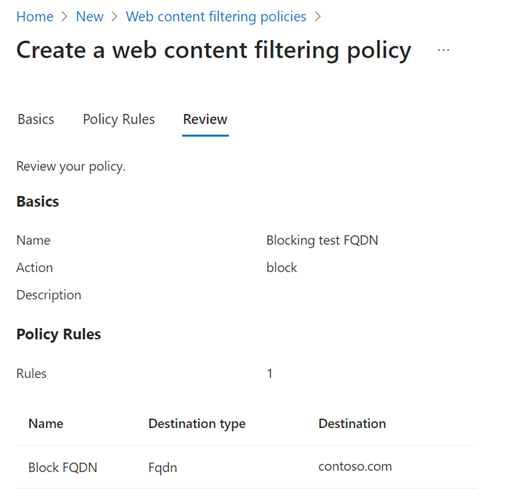 Home > New > Web content filtering policies >
Create a web content filtering policy ...
Basics Policy Rules Review
Review your policy.
Basics
Name Blocking test FQDN
Action block
Description
Policy Rules
Rules 1
Name Destination type Destination
Block FQDN Fqdn contoso.com